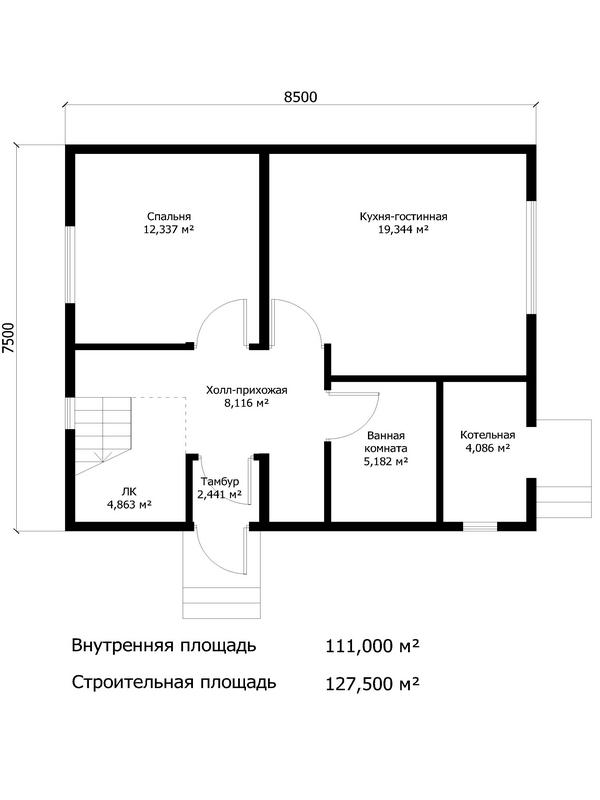 8500
7500
Спальня
12,337 м²
Кухня-гостинная
19,344 м²
Холл-прихожая
8,116 м²
Ванная
комната
5,182 м²
Котельная
4,086 м²
Тамбур
2,441 м²
ЛК
4,863 м²
Внутренняя площадь 111,000 м²
Строительная площадь 127,500 м²